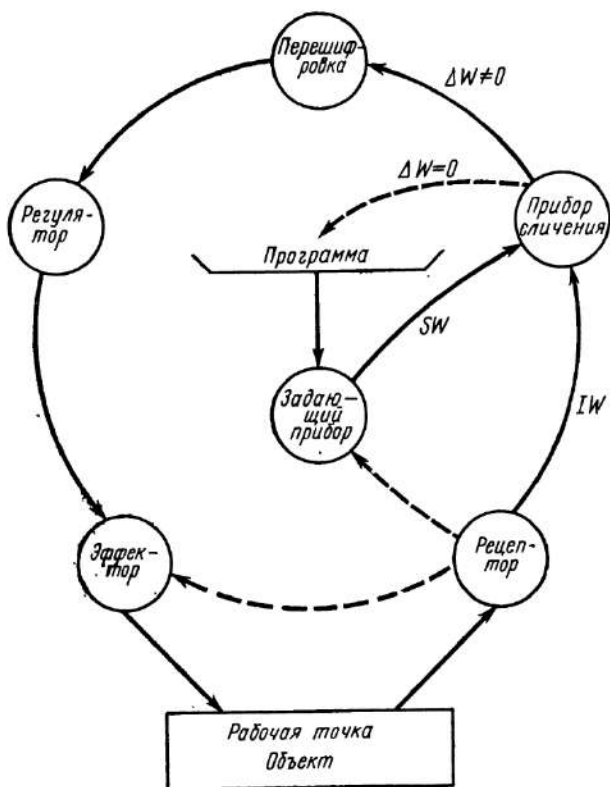 Перешиф-
ровка
ΔW≠0
ΔW=0
Регуля-
тор
Прибор
сличения
Программа
SW
Задаю-
щий
прибор
IW
Эффек-
тор
Рецеп-
тор
Рабочая точка
Объект